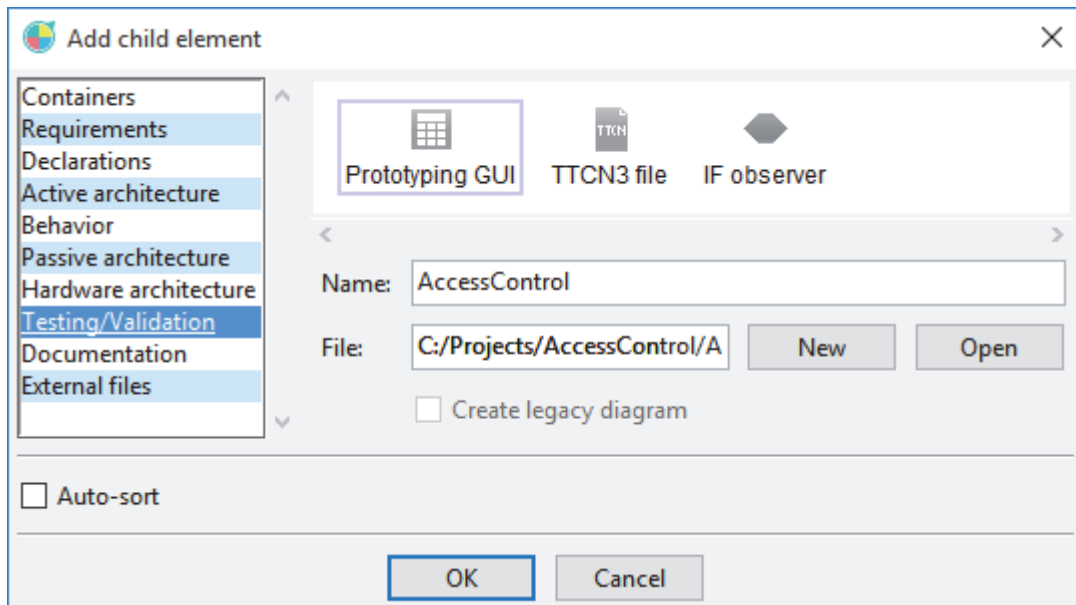 Add child element
Containers
Requirements
Declarations
Active architecture
Behavior
Passive architecture
Hardware architecture
Testing/Validation
Documentation
External files
TTCN
Prototyping GUI
TTCN3 file
IF observer
Name:
AccessControl
File:
C:/Projects/AccessControl/A
New
Open
Create legacy diagram
Auto-sort
OK
Cancel